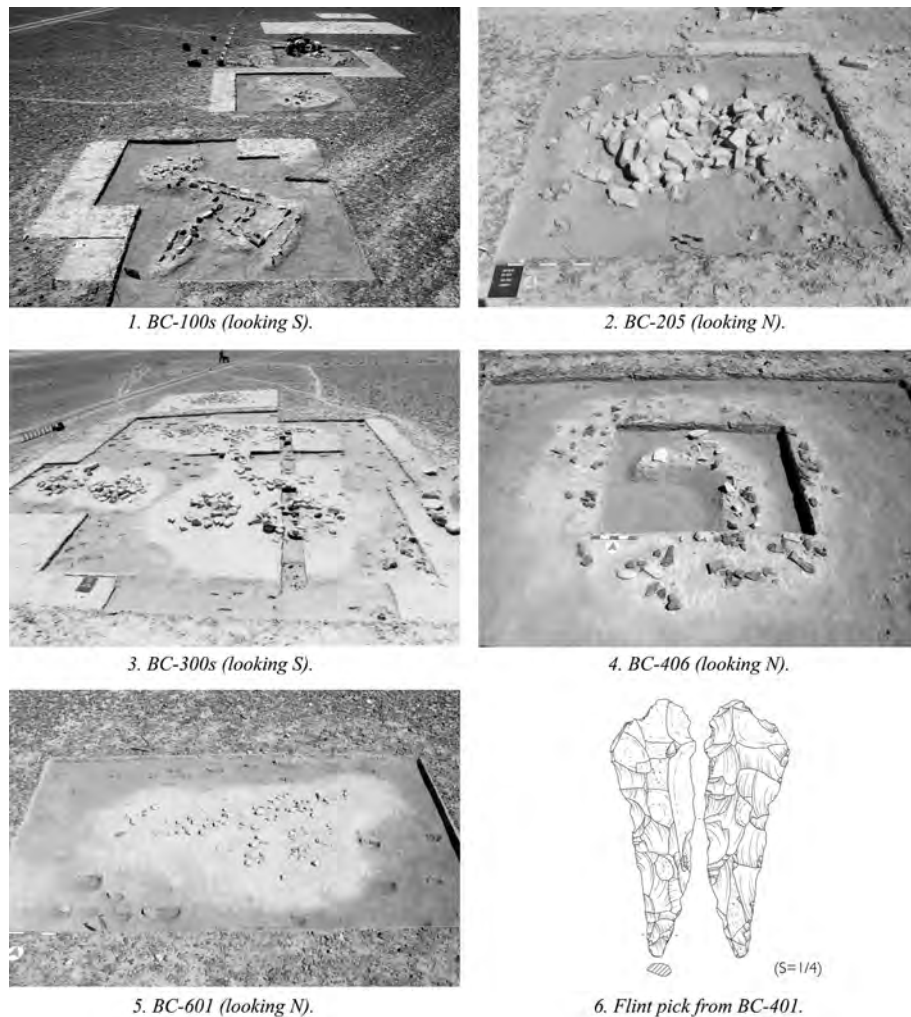 1. BC-100s (looking S).
2. BC-205 (looking N).
3. BC-300s (looking S).
4. BC-406 (looking N).
(S=1/4)
5. BC-601 (looking N).
6. Flint pick from BC-401.